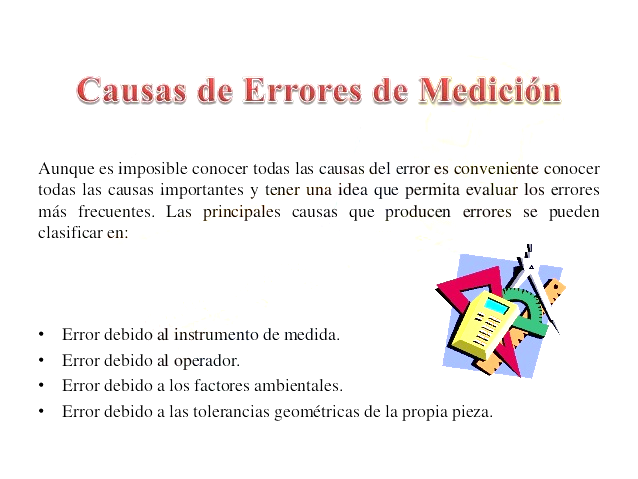 Causas de Errores de Medición
Aunque es imposible conocer todas las causas del error es conveniente conocer
todas las causas importantes y tener una idea que permita evaluar los errores
más frecuentes. Las principales causas que producen errores se pueden
clasificar en:
• Error debido al instrumento de medida.
• Error debido al operador.
• Error debido a los factores ambientales.
• Error debido a las tolerancias geométricas de la propia pieza.